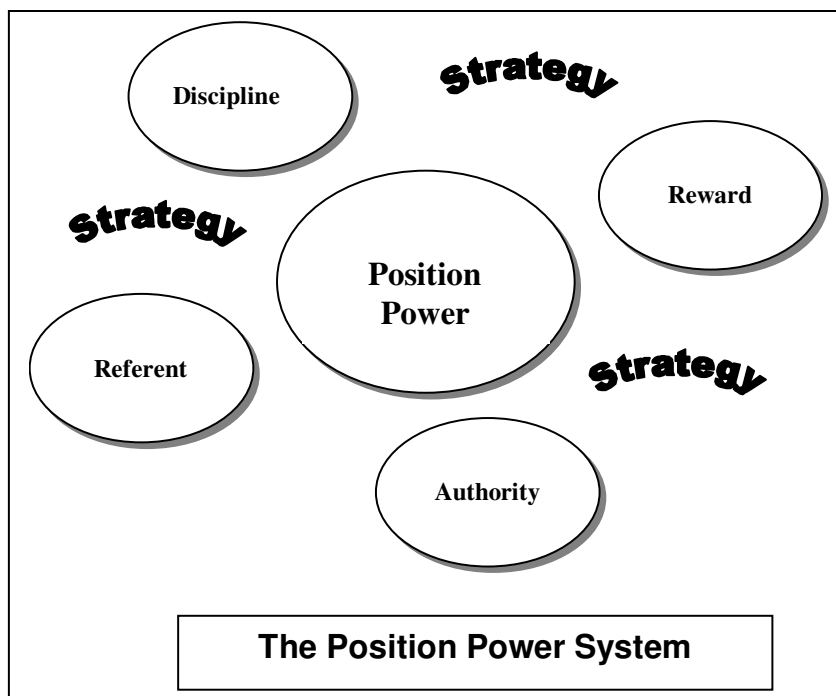 Discipline
Strategy
Reward
Strategy
Position
Power
Referent
Strategy
Authority
The Position Power System